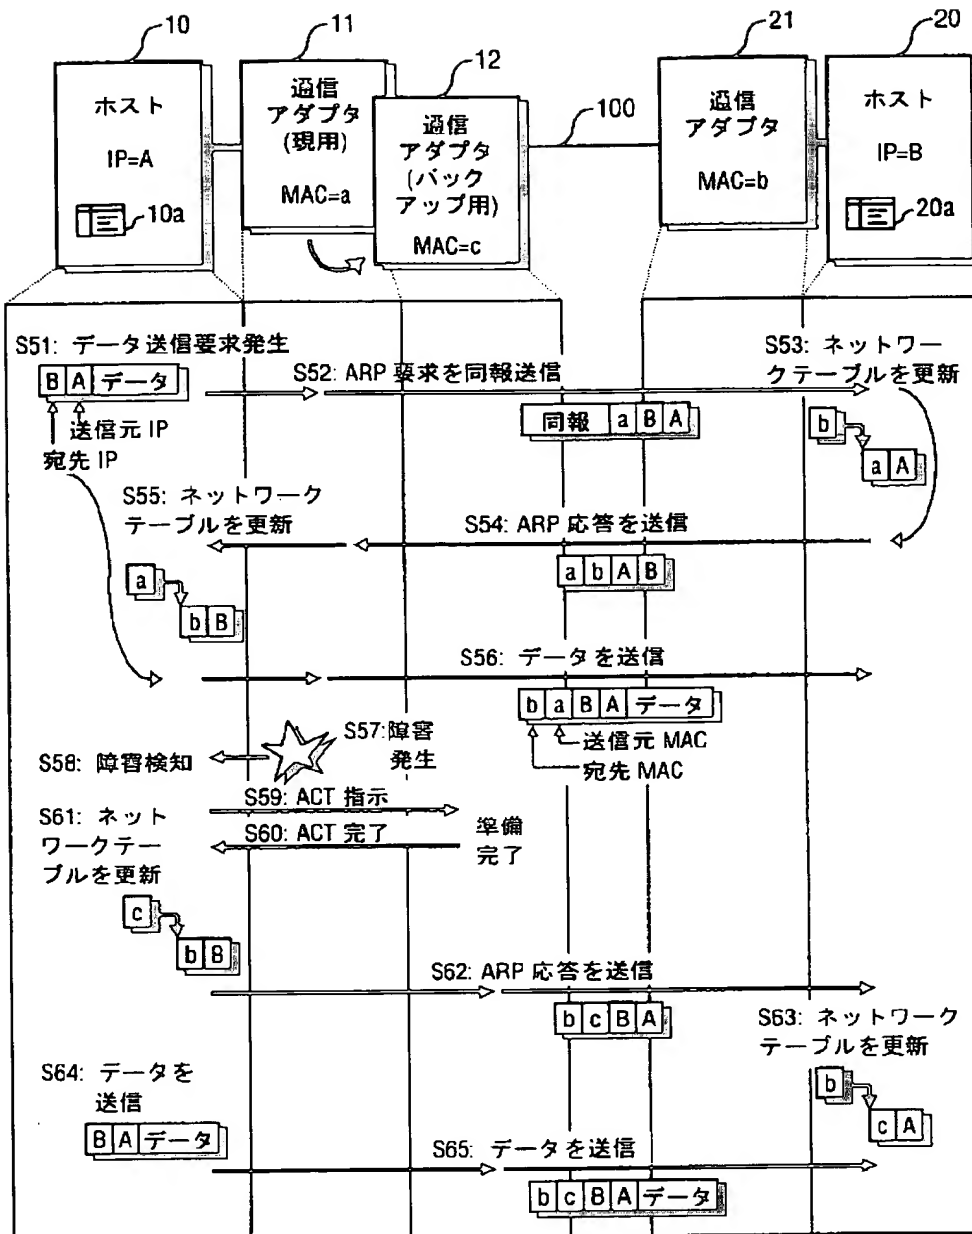 10
11
12
21
20
100
ホスト
IP=A
10a
通信
アダプタ
(現用)
MAC=a
通信
アダプタ
(バック
アップ用)
MAC=c
通信
アダプタ
MAC=b
ホスト
IP=B
20a
S51: データ送信要求発生
B A データ
送信元 IP
宛先 IP
S52: ARP 要求を同報送信
同報 a B A
S53: ネットワー
クテーブルを更新
b
a A
S54: ARP 応答を送信
a b A B
S55: ネットワーク
テーブルを更新
a
b B
S56: データを送信
b a B A データ
送信元 MAC
宛先 MAC
S57:障害
発生
S58: 障害検知
S59: ACT 指示
S60: ACT 完了
準備
完了
S61: ネット
ワークテー
ブルを更新
c
b B
S62: ARP 応答を送信
b c B A
S63: ネットワーク
テーブルを更新
b
c A
S64: データを
送信
B A データ
S65: データを送信
b c B A データ